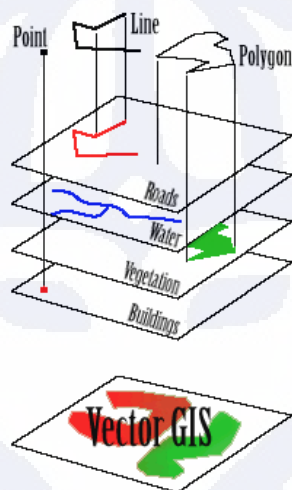 Line
Point
Polygon
Roads
Water
Vegetation
Buildings
Vector GIS